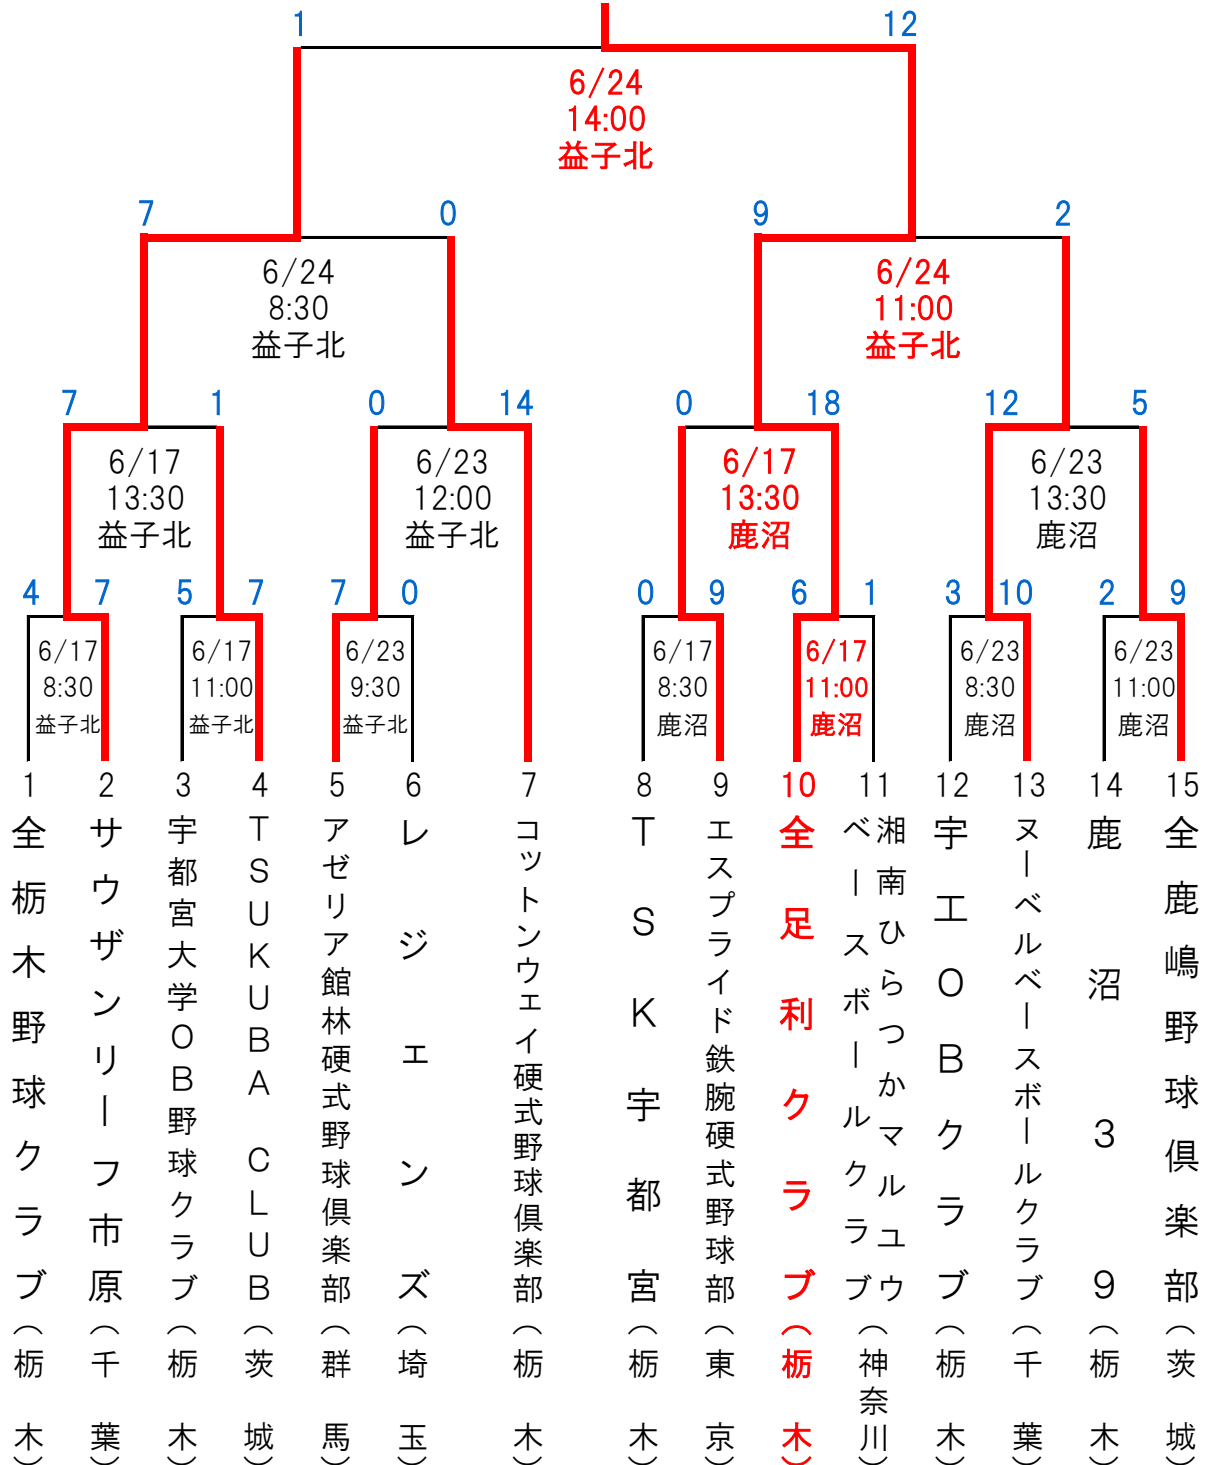 1 12
6/24
14:00
益子北
7 0 9 2
6/24
8:30
益子北
6/24
11:00
益子北
7 1 0 14 0 18 12 5
6/17
13:30
益子北
6/23
12:00
益子北
6/17
13:30
鹿沼
6/23
13:30
鹿沼
4 7 5 7 7 0 0 9 6 1 3 10 2 9
6/17
8:30
益子北
6/17
11:00
益子北
6/23
9:30
益子北
6/17
8:30
鹿沼
6/17
11:00
鹿沼
6/23
8:30
鹿沼
6/23
11:00
鹿沼
1
全栃木野球クラブ(栃木)
2
サウザンリーフ市原(千葉)
3
宇都宮大学OB野球クラブ(栃木)
4
TSUKUBA CLUB(茨城)
5
アゼリア館林硬式野球倶楽部(群馬)
6
レジェンズ(埼玉)
7
コットンウェイ硬式野球倶楽部(栃木)
8
TSK宇都宮(栃木)
9
エスプライド鉄腕硬式野球部(東京)
10
全足利クラブ(栃木)
11
湘南ひらつかマルユウ
ベースボールクラブ(神奈川)
12
宇工OBクラブ(栃木)
13
ヌーベルベースボールクラブ(千葉)
14
鹿沼39(栃木)
15
全鹿嶋野球倶楽部(茨城)